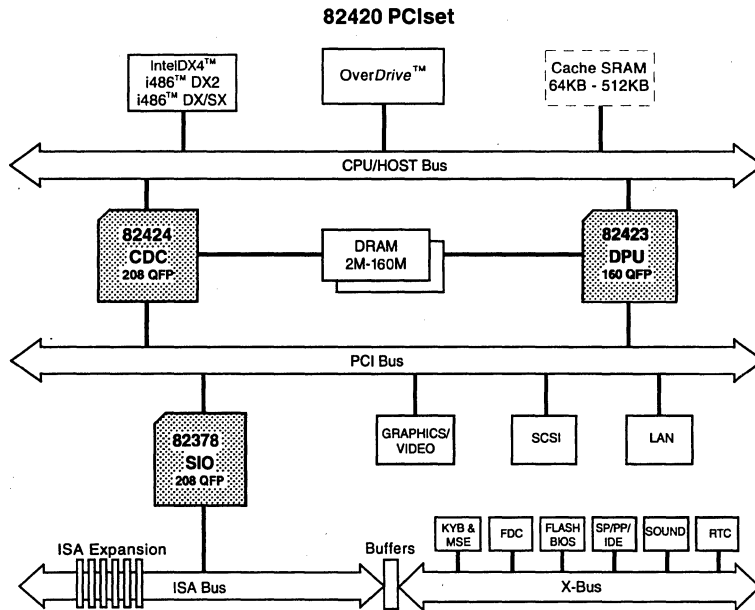 82420 PCIset
IntelDX4™
i486™ DX2
i486™ DX/SX
OverDrive™
Cache SRAM
64KB - 512KB
CPU/HOST Bus
82424
CDC
208 QFP
DRAM
2M-160M
82423
DPU
160 QFP
PCI Bus
82378
SIO
208 QFP
GRAPHICS/
VIDEO
SCSI
LAN
ISA Expansion
Buffers
KYB &
MSE
FDC
FLASH
BIOS
SP/PP/
IDE
SOUND
RTC
ISA Bus
X-Bus